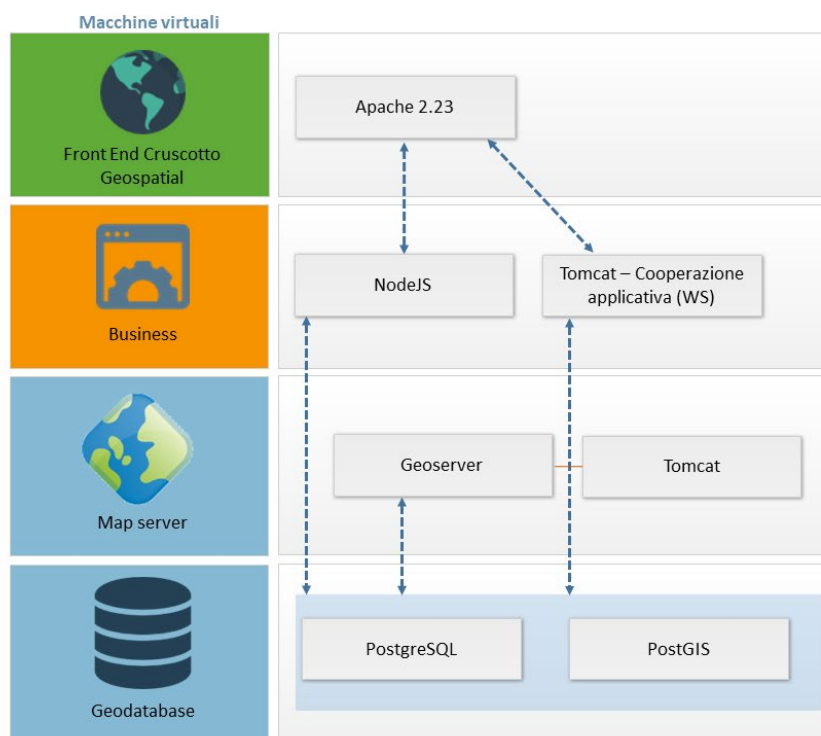 Macchine virtuali
Front End Cruscotto
Geospatial
Apache 2.23
Business
NodeJS
Tomcat – Cooperazione
applicativa (WS)
Map server
Geoserver
Tomcat
Geodatabase
PostgreSQL
PostGIS